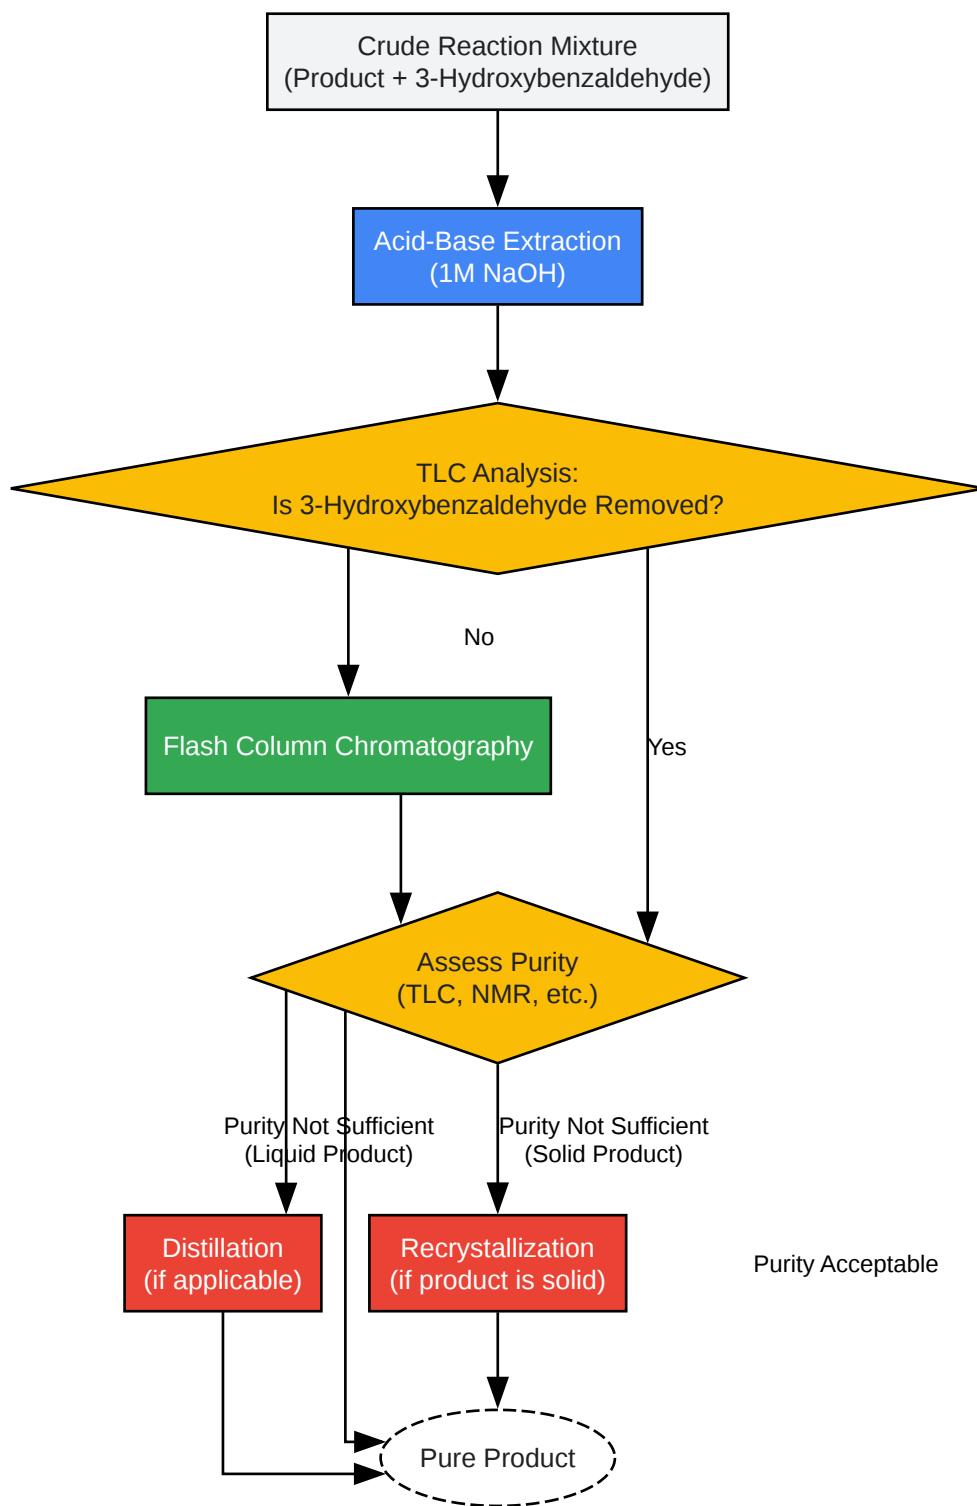 Crude Reaction Mixture
(Product + 3-Hydroxybenzaldehyde)
Acid-Base Extraction
(1M NaOH)
TLC Analysis:
Is 3-Hydroxybenzaldehyde Removed?
No
Flash Column Chromatography
Yes
Assess Purity
(TLC, NMR, etc.)
Purity Not Sufficient
(Liquid Product)
Purity Not Sufficient
(Solid Product)
Distillation
(if applicable)
Recrystallization
(if product is solid)
Purity Acceptable
Pure Product